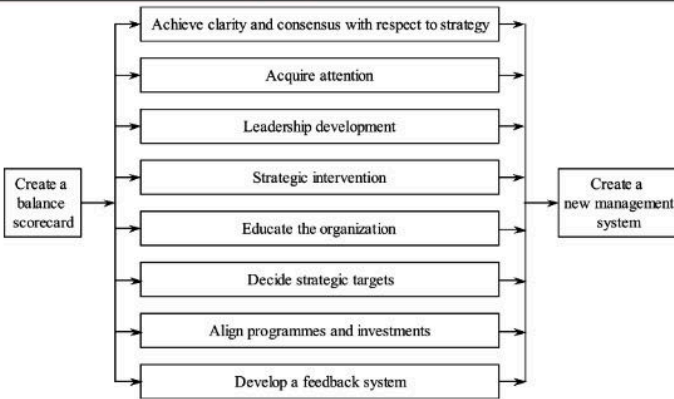 Achieve clarity and consensus with respect to strategy
Acquire attention
Leadership development
Strategic intervention
Create a
balance
scorecard
Educate the organization
Decide strategic targets
Align programmes and investments
Develop a feedback system
Create a
new management
system